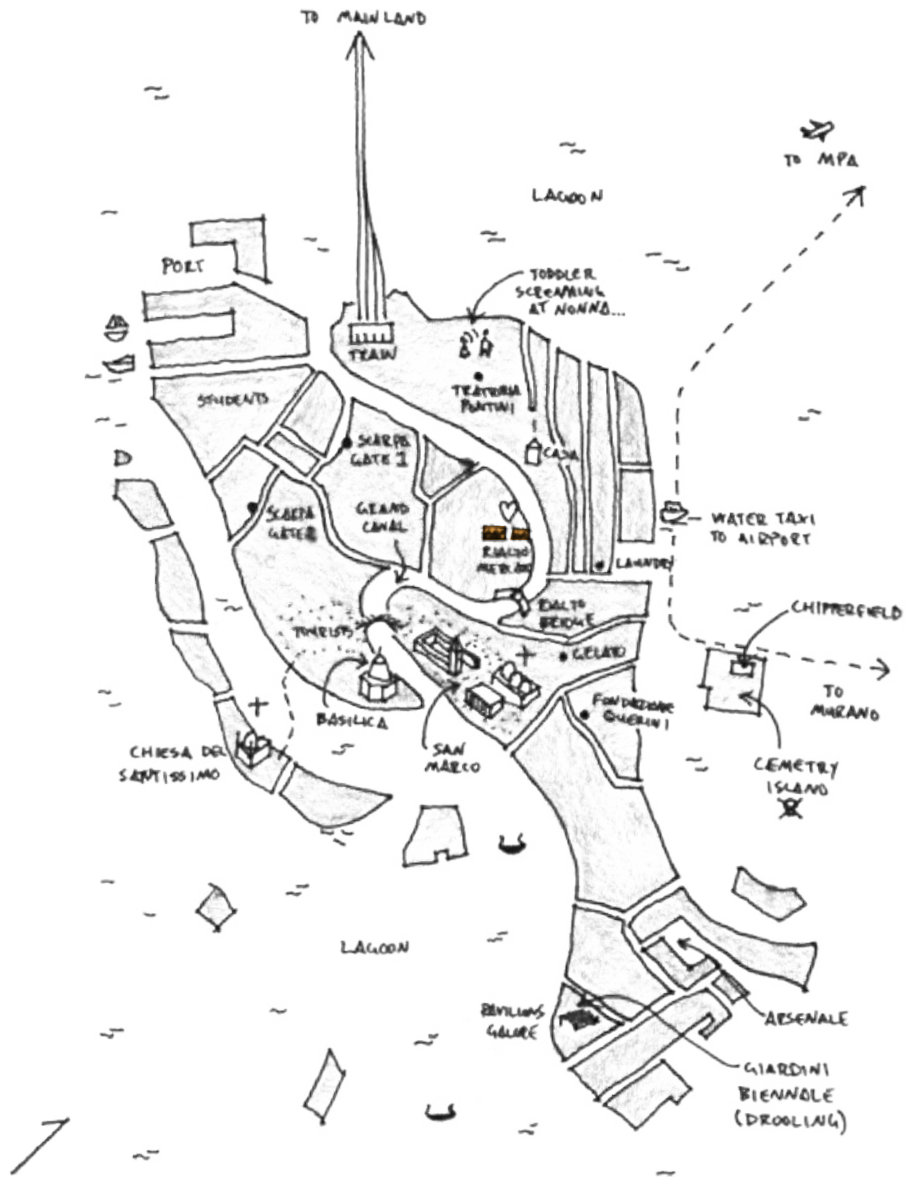 TO MAINLAND
TO MPA
LAGOON
PORT
TODDLER
SCREAMING
AT NONNA...
TRAIN
TRATTORIA
PONTINI
STUDENTS
SCARPA
GATE 1
CASA
GRAND
CANAL
SCARPA
GATE 2
WATER TAXI
TO AIRPORT
RIALTO
MERCATO
LAUNDRY
CHIPPERFIELD
RIALTO
BRIDGE
TOURISTS
GELATO
TO
MURANO
FONDAZIONE
QUERINI
BASILICA
SAN
MARCO
CHIESA DEL
SANTISSIMO
CEMETRY
ISLAND
LAGOON
PAVILIONS
GALORE
ARSENALE
GIARDINI
BIENNALE
(DROOLING)